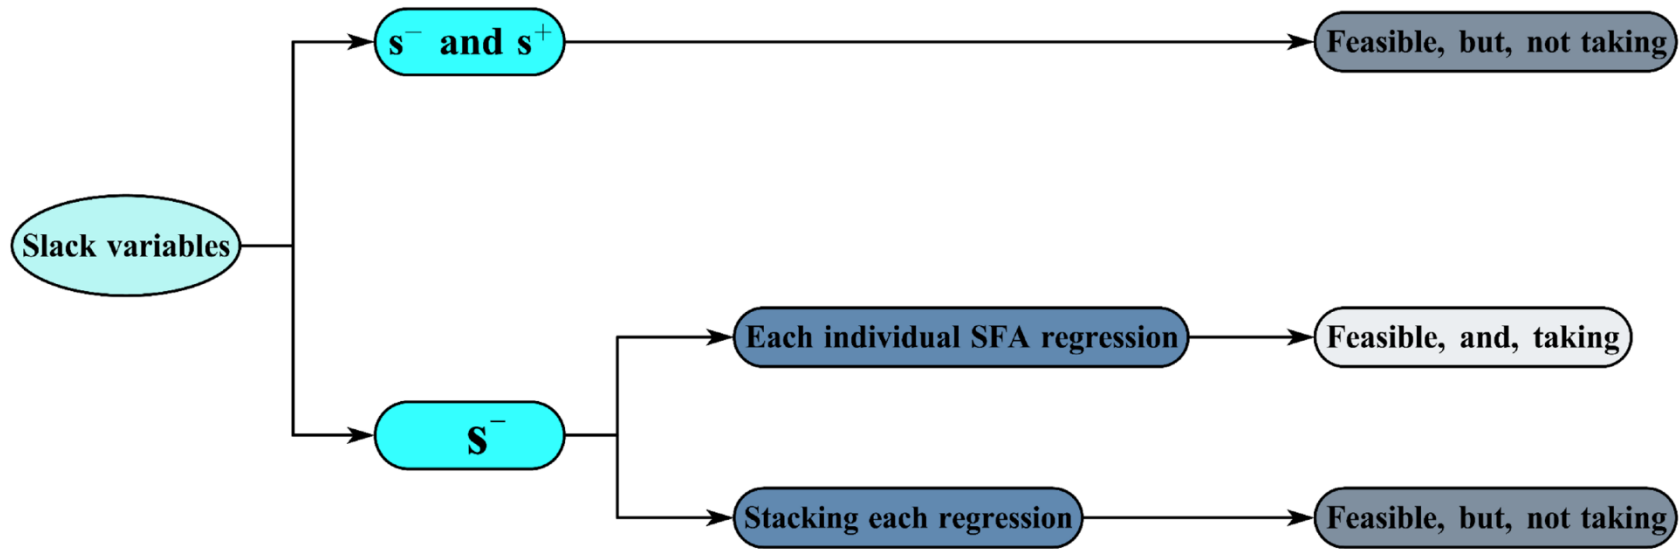 s⁻ and s⁺
Feasible, but, not taking
Slack variables
Each individual SFA regression
Feasible, and, taking
s⁻
Stacking each regression
Feasible, but, not taking